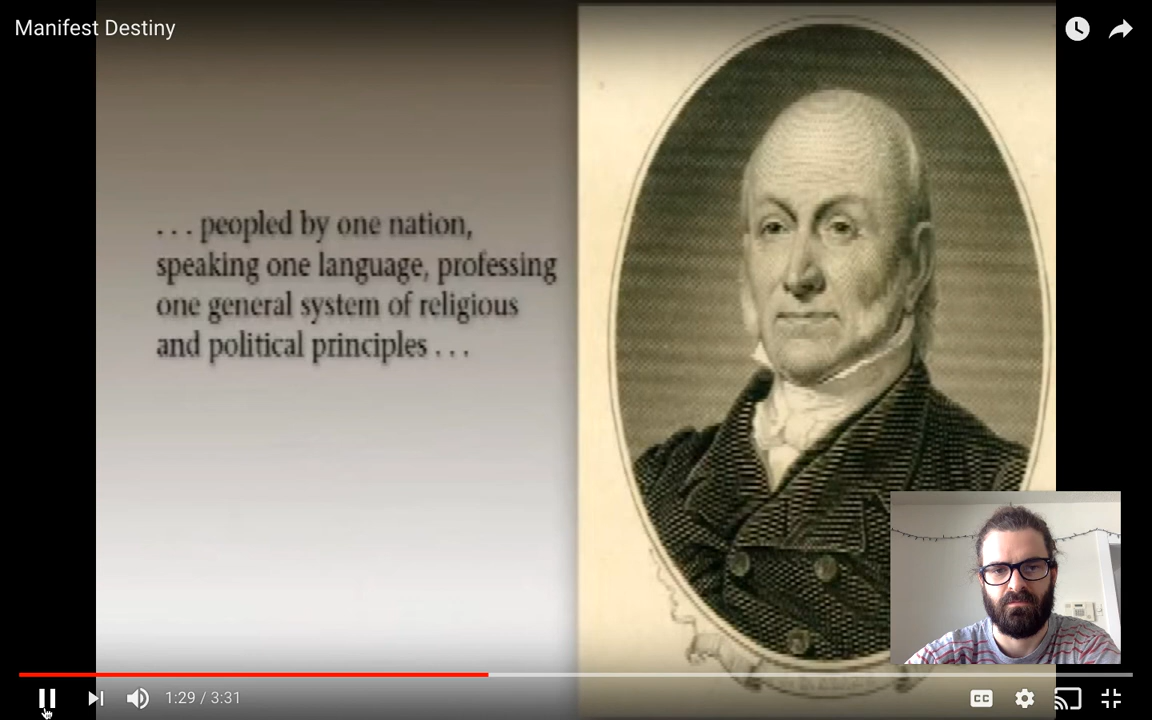 Manifest Destiny
. . . peopled by one nation,
speaking one language, professing
one general system of religious
and political principles . . .
1:29 / 3:31
CC